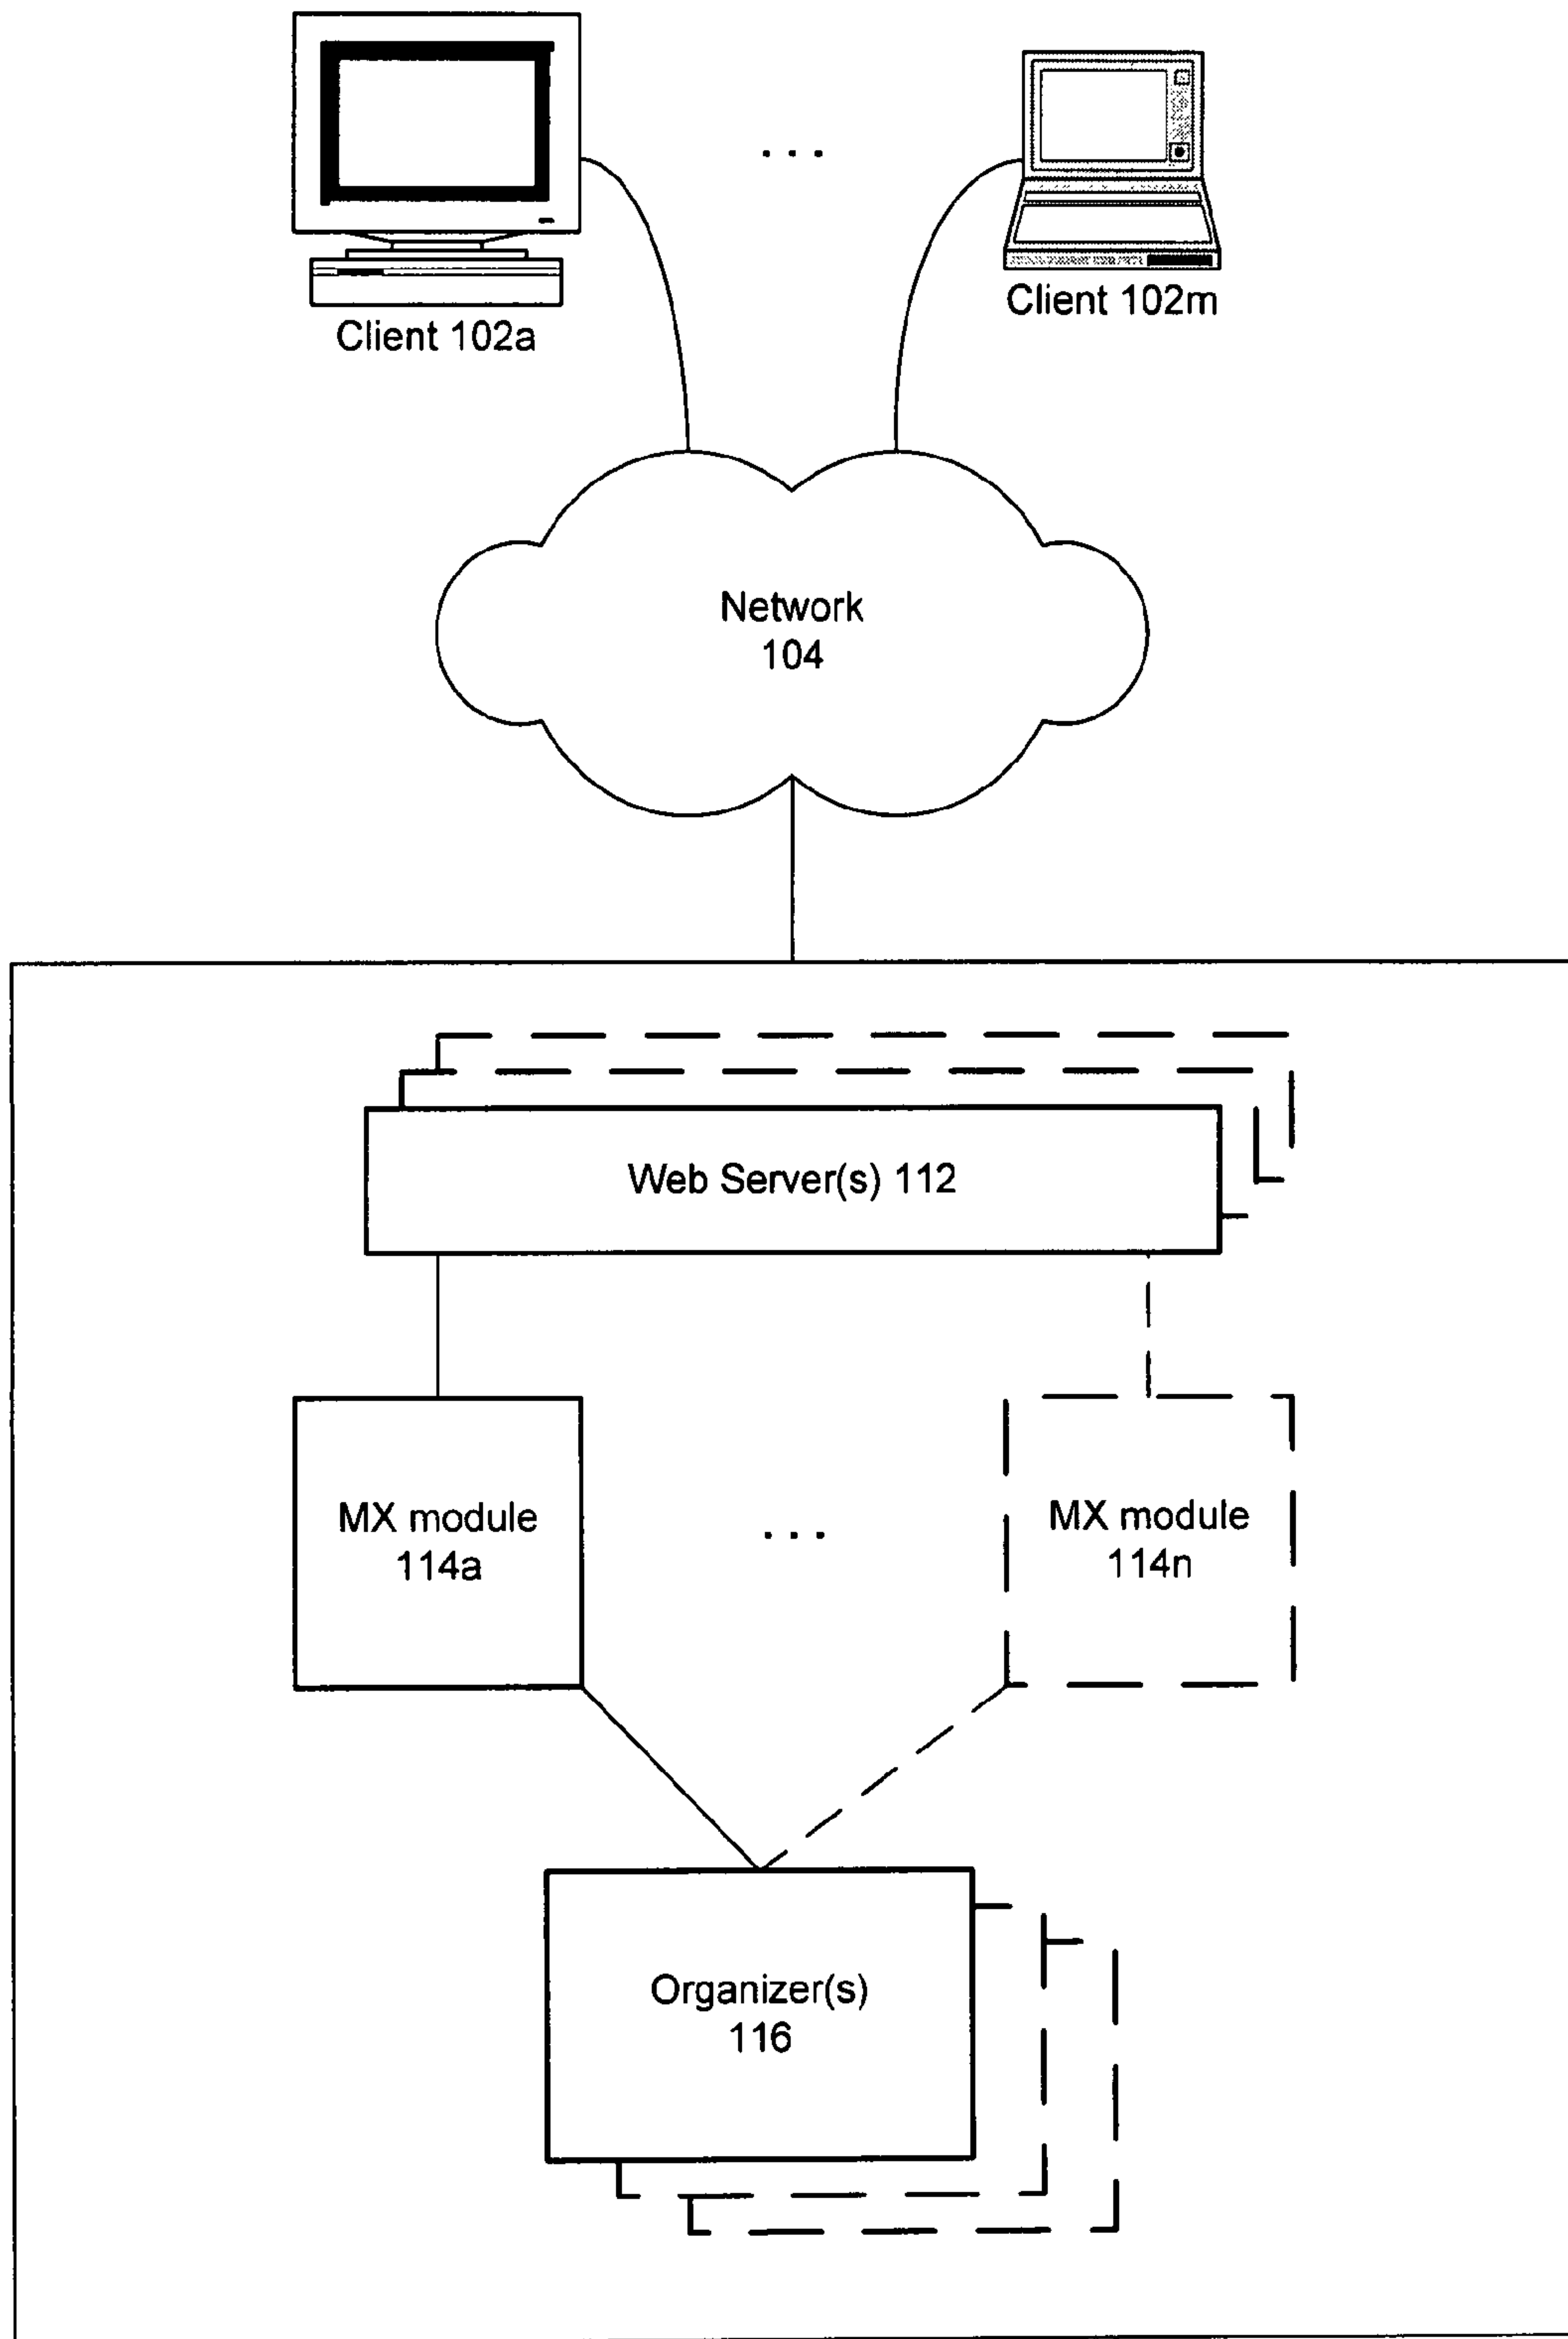 Client 102a
...
Client 102m
Network
104
Web Server(s) 112
MX module
114a
...
MX module
114n
Organizer(s)
116